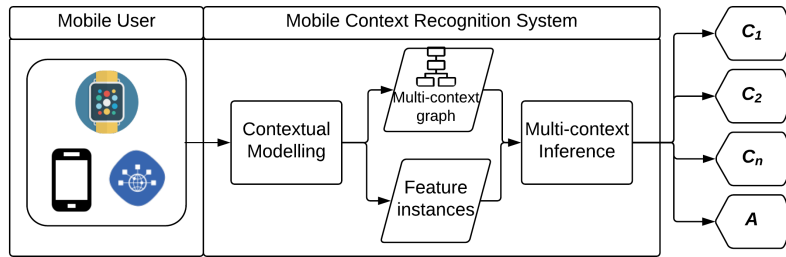 Mobile User
Mobile Context Recognition System
Contextual
Modelling
Multi-context
graph
Feature
instances
Multi-context
Inference
C1
C2
Cn
A